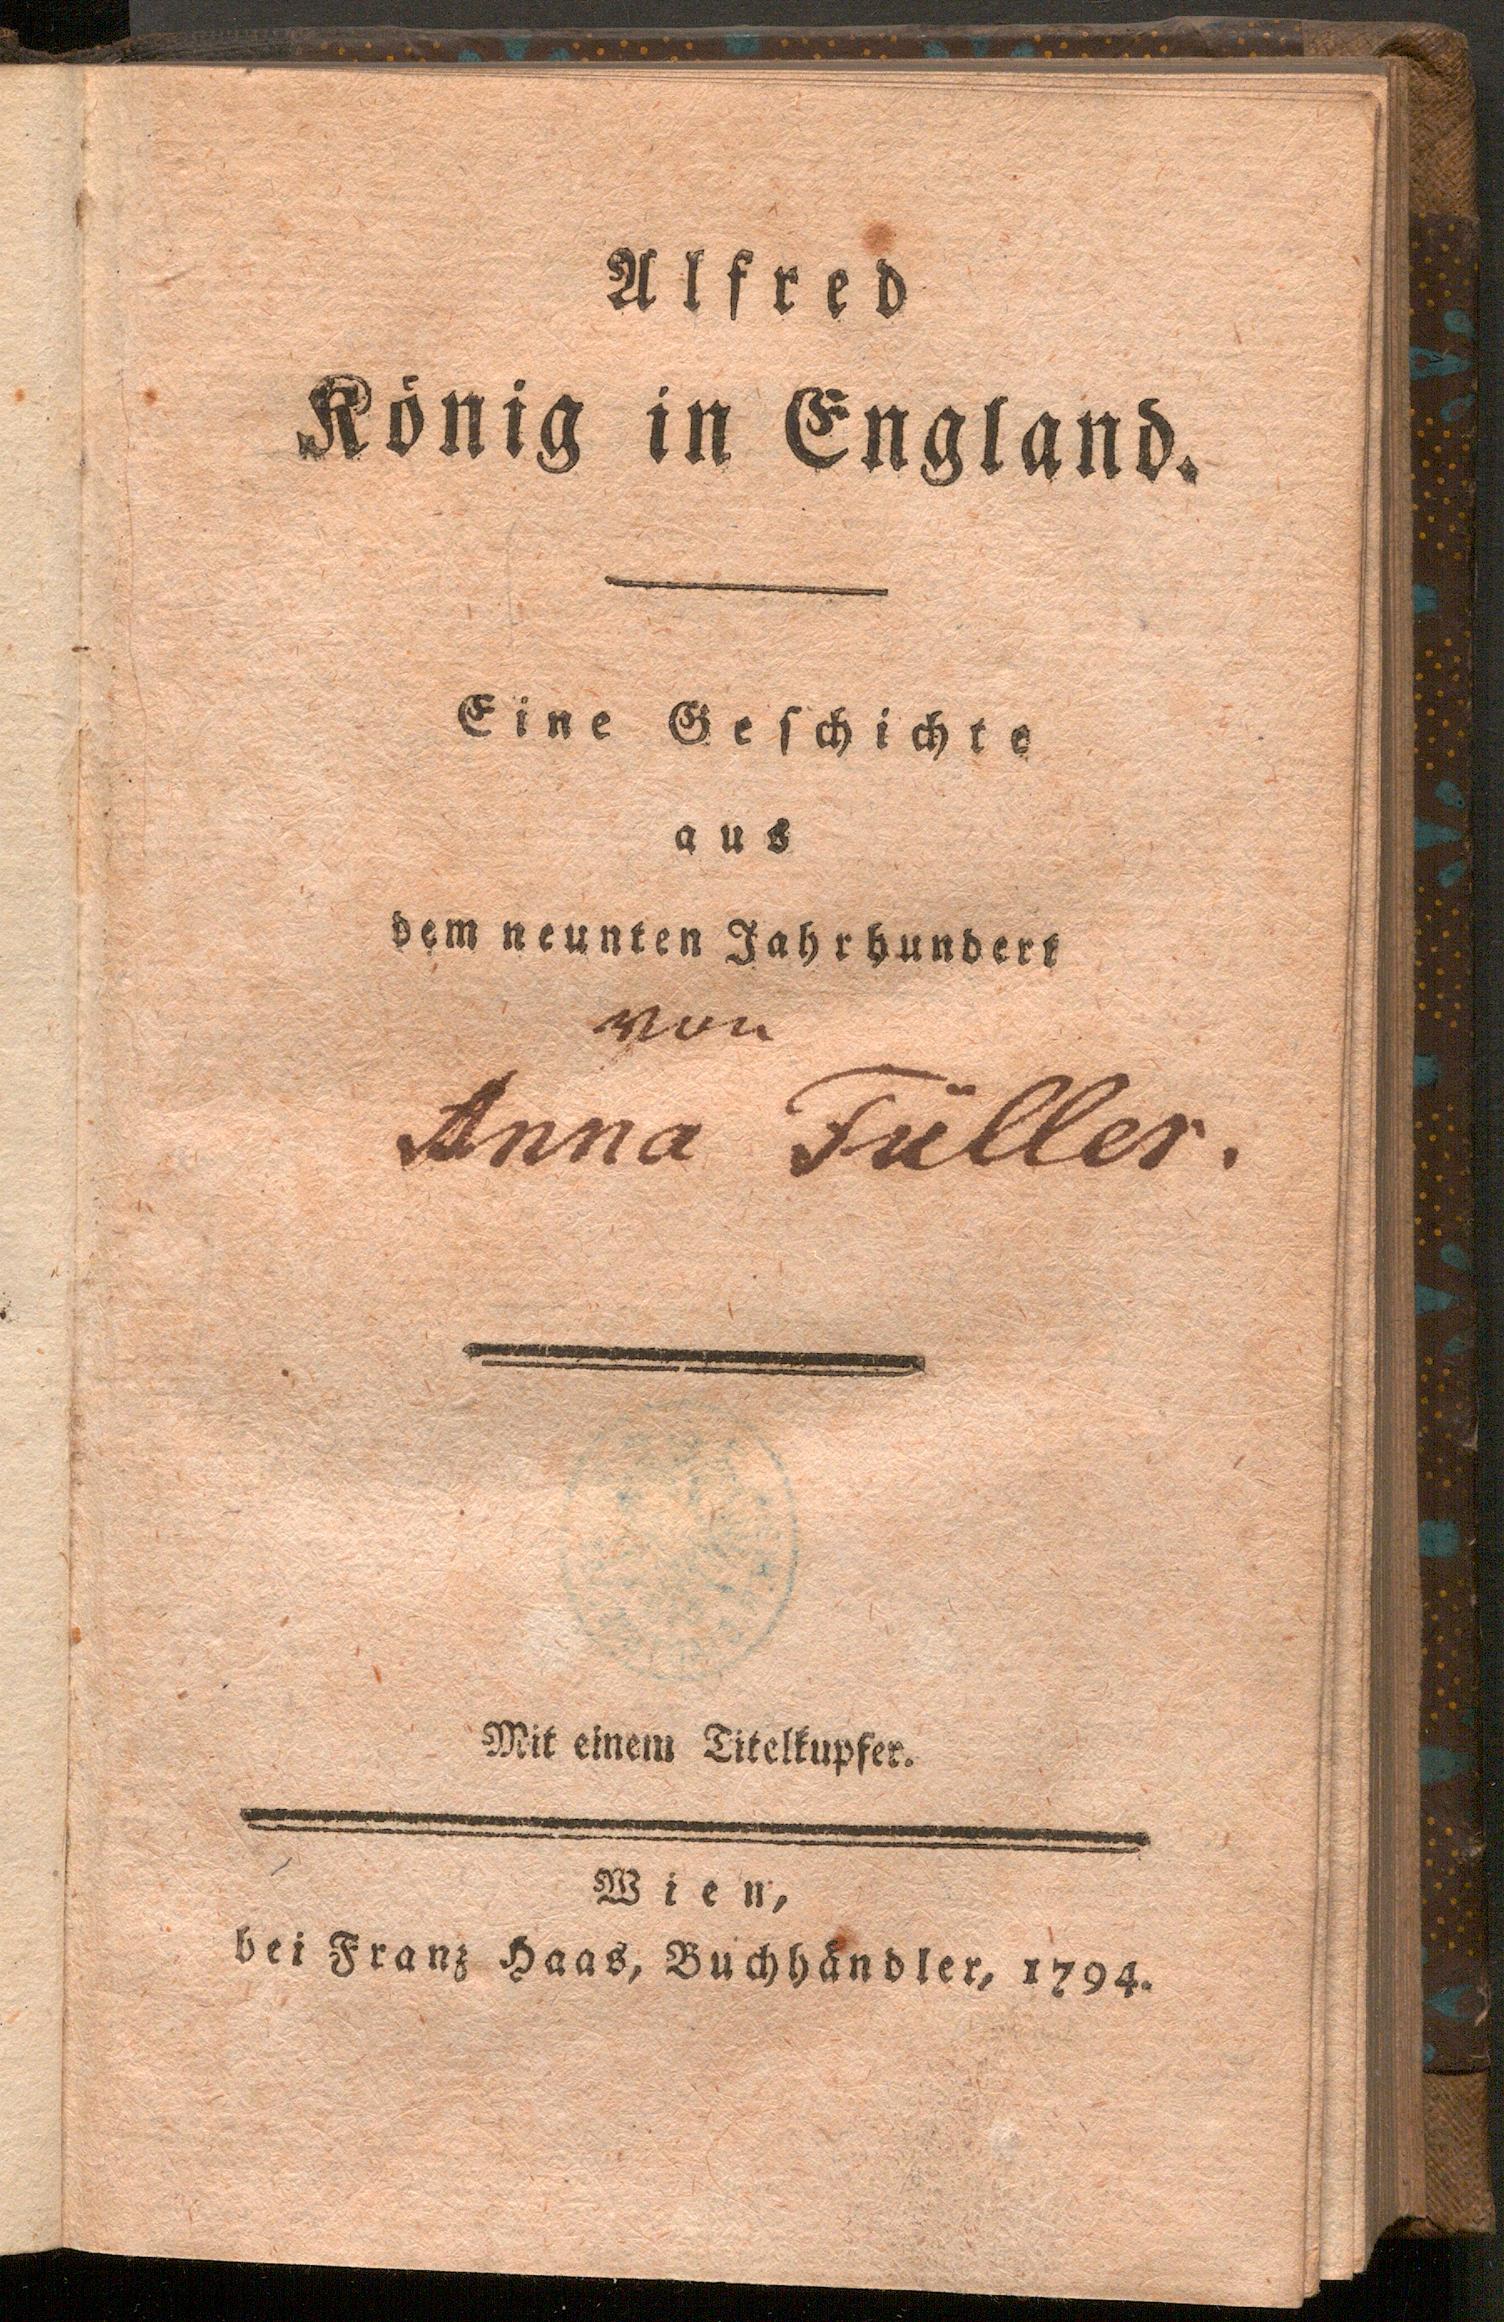 Alfred
König in England.
Eine Geschichte
aus
dem neunten Jahrhundert
von
Anna Füller.
Mit einem Titelkupfer.
Wien,
bei Franz Haas, Buchhändler, 1794.